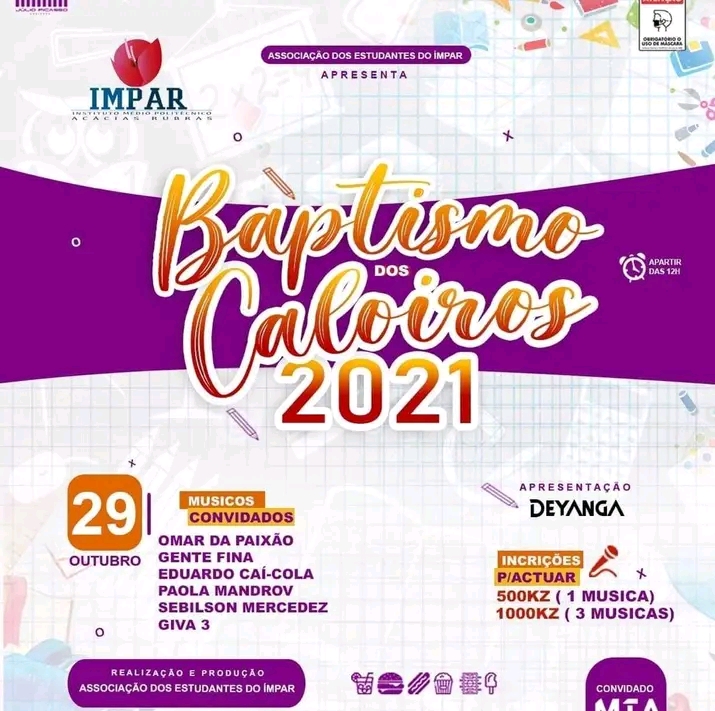 JÚLIO PICASSO
ATENÇÃO
OBRIGATÓRIO O
USO DE MÁSCARA
ASSOCIAÇÃO DOS ESTUDANTES DO ÍMPAR
APRESENTA
IMPAR
INSTITUTO MÉDIO POLITÉCNICO
ACÁCIAS RUBRAS
Baptismo
DOS
Caloiros
2021
APARTIR
DAS 12H
29
OUTUBRO
MUSICOS
CONVIDADOS
OMAR DA PAIXÃO
GENTE FINA
EDUARDO CAÍ-COLA
PAOLA MANDROV
SEBILSON MERCEDEZ
GIVA 3
APRESENTAÇÃO
DEYANGA
INCRIÇÕES
P/ACTUAR
500KZ ( 1 MUSICA)
1000KZ ( 3 MUSICAS)
REALIZAÇÃO E PRODUÇÃO
ASSOCIAÇÃO DOS ESTUDANTES DO ÍMPAR
CONVIDADO